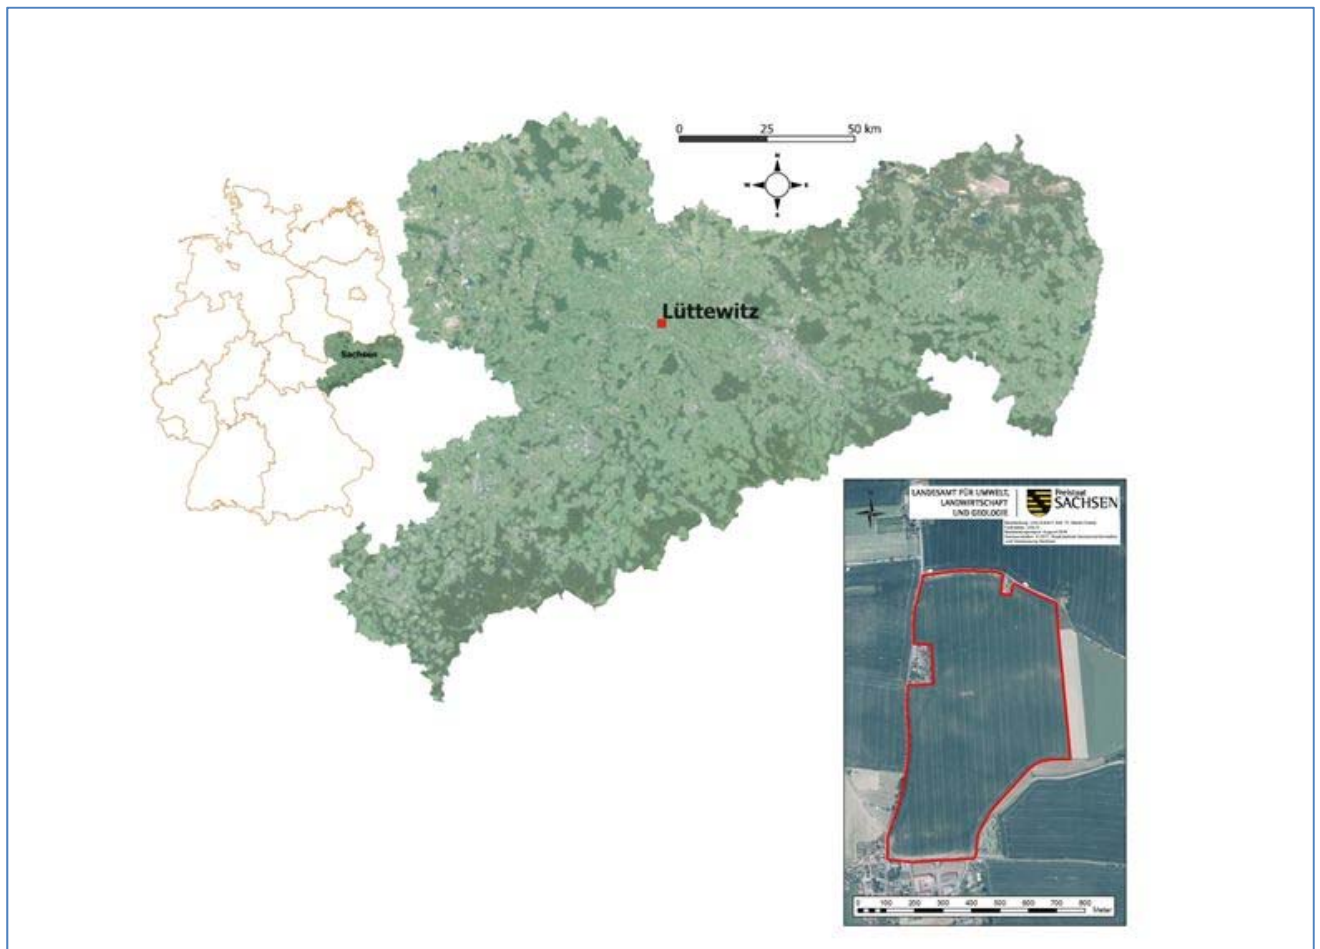 0 25 50 km
N
W E
S
Lüttewitz
Sachsen
LANDESAMT FÜR UMWELT,
LANDWIRTSCHAFT
UND GEOLOGIE
Freistaat
SACHSEN
0 100 200 300 400 500 600 700 800 Meter